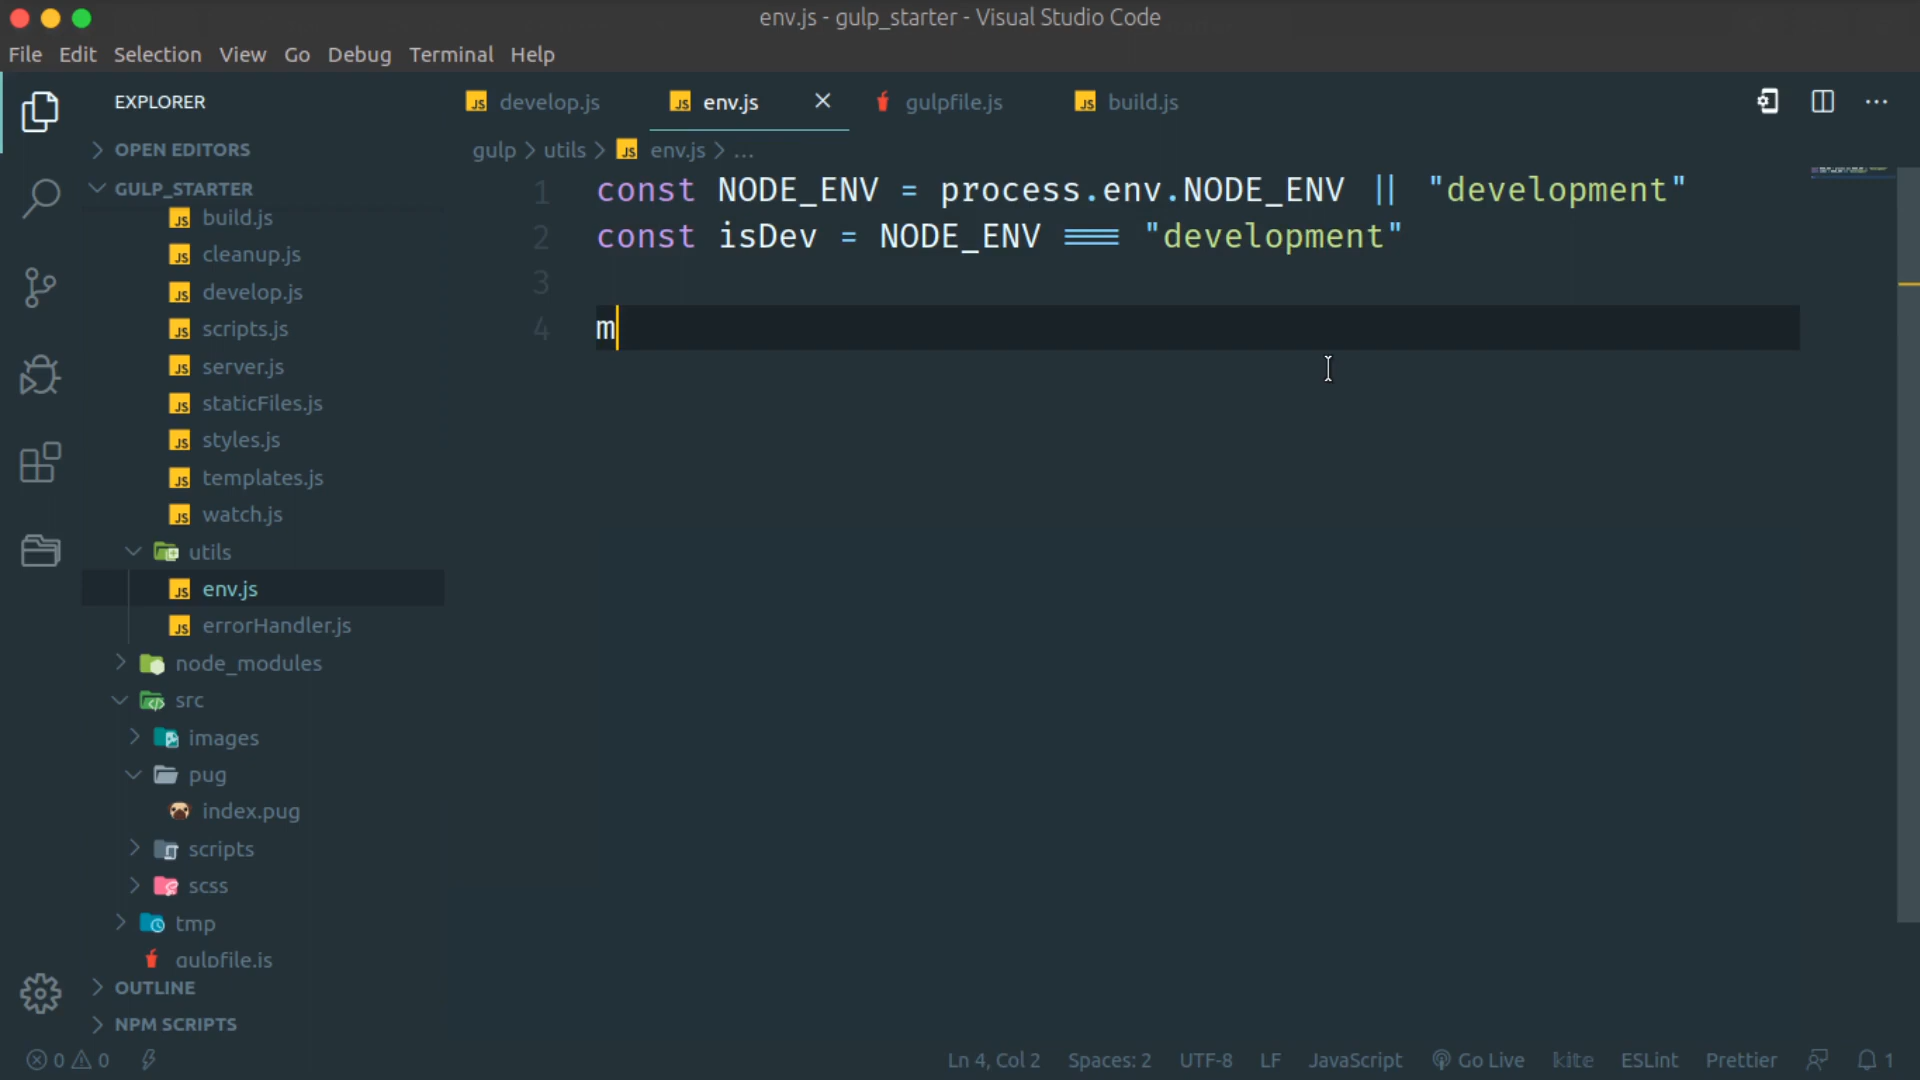 env.js - gulp_starter - Visual Studio Code
File Edit Selection View Go Debug Terminal Help
EXPLORER
OPEN EDITORS
GULP_STARTER
build.js
cleanup.js
develop.js
scripts.js
server.js
staticFiles.js
styles.js
templates.js
watch.js
utils
env.js
errorHandler.js
node_modules
src
images
pug
index.pug
scripts
scss
tmp
gulpfile.js
OUTLINE
NPM SCRIPTS
JS develop.js JS env.js gulpfile.js JS build.js
gulp > utils > JS env.js > ...
1 const NODE_ENV = process.env.NODE_ENV || "development"
2 const isDev = NODE_ENV === "development"
3
4 m
0 0 Ln 4, Col 2 Spaces: 2 UTF-8 LF JavaScript Go Live kite ESLint Prettier 1